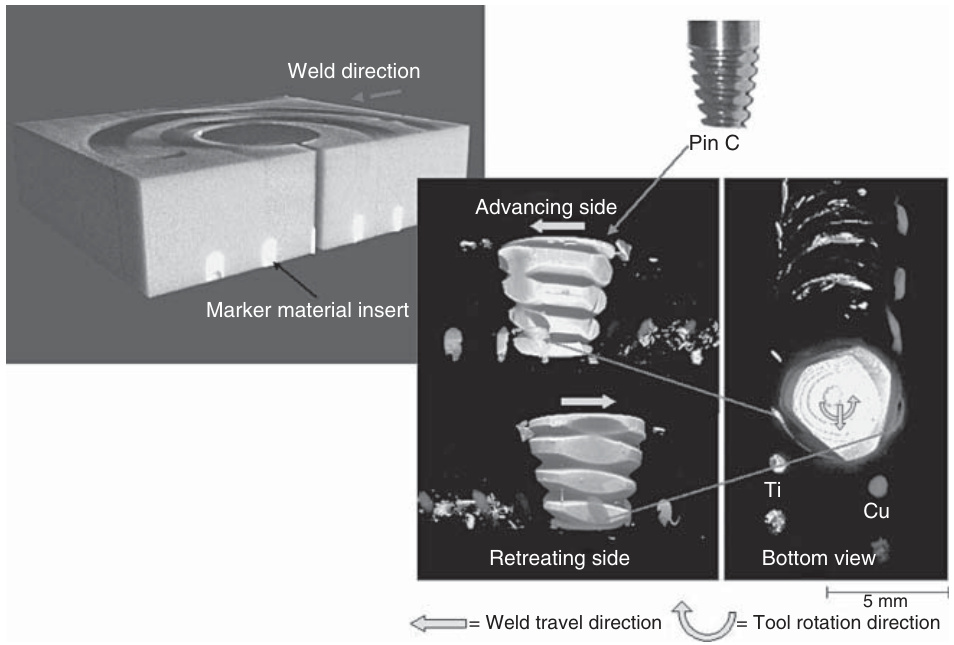 Weld direction
Marker material insert
Pin C
Advancing side
Retreating side
Ti
Cu
Bottom view
5 mm
= Weld travel direction
= Tool rotation direction